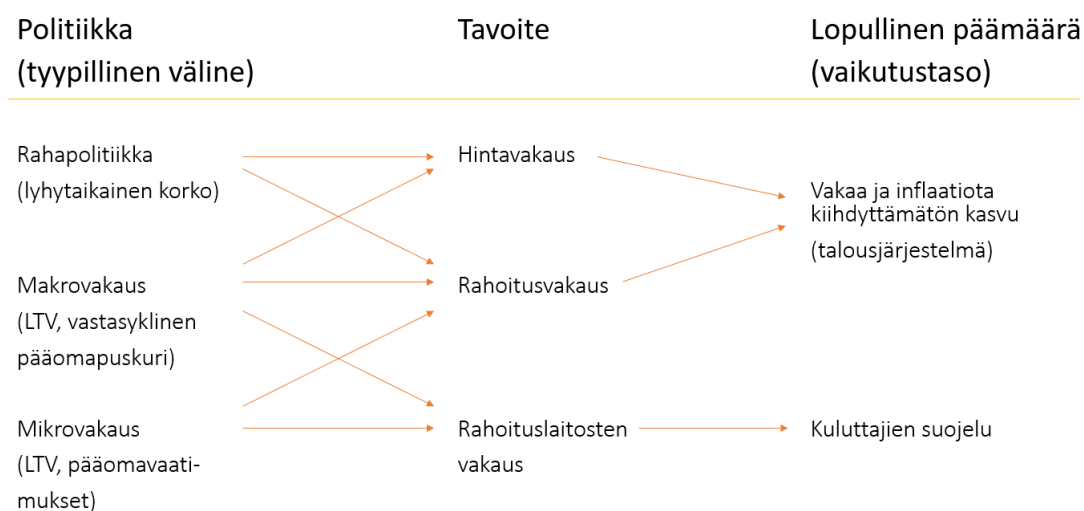 Politiikka
(tyypillinen väline)
Tavoite
Lopullinen päämäärä
(vaikutustaso)
Rahapolitiikka
(lyhytaikainen korko)
Hintavakaus
Vakaa ja inflaatiota
kiihdyttämätön kasvu
(talousjärjestelmä)
Makrovakaus
(LTV, vastasyklinen
pääomapuskuri)
Rahoitusvakaus
Mikrovakaus
(LTV, pääomavaati-
mukset)
Rahoituslaitosten
vakaus
Kuluttajien suojelu